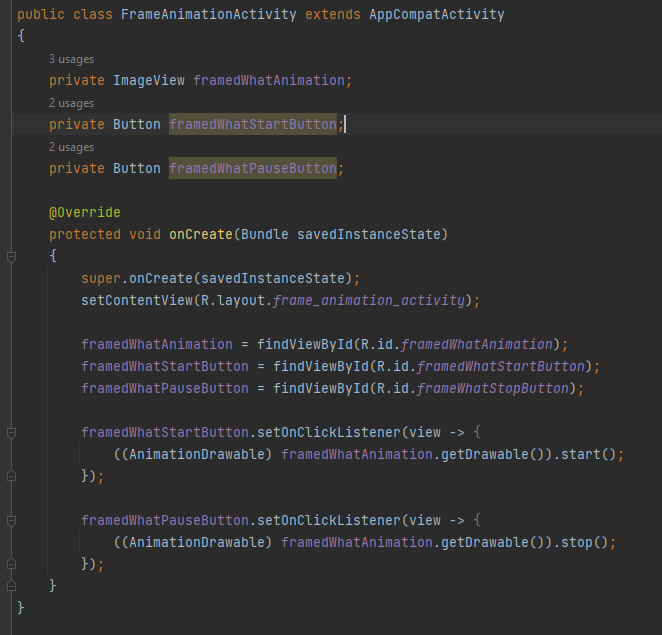 public class FrameAnimationActivity extends AppCompatActivity
{
    3 usages
    private ImageView framedWhatAnimation;
    2 usages
    private Button framedWhatStartButton;
    2 usages
    private Button framedWhatPauseButton;

    @Override
    protected void onCreate(Bundle savedInstanceState)
    {
        super.onCreate(savedInstanceState);
        setContentView(R.layout.frame_animation_activity);

        framedWhatAnimation = findViewById(R.id.framedWhatAnimation);
        framedWhatStartButton = findViewById(R.id.framedWhatStartButton);
        framedWhatPauseButton = findViewById(R.id.frameWhatStopButton);

        framedWhatStartButton.setOnClickListener(view -> {
            ((AnimationDrawable) framedWhatAnimation.getDrawable()).start();
        });

        framedWhatPauseButton.setOnClickListener(view -> {
            ((AnimationDrawable) framedWhatAnimation.getDrawable()).stop();
        });
    }
}